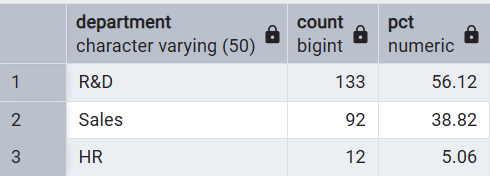 department count pct
character varying (50) bigint numeric
1 R&D 133 56.12
2 Sales 92 38.82
3 HR 12 5.06